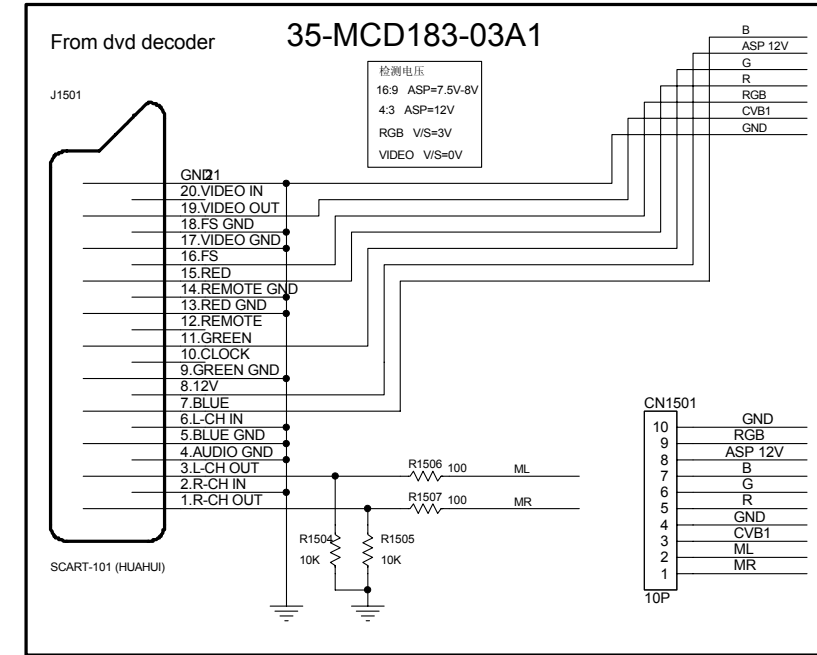 From dvd decoder
35-MCD183-03A1
检测电压
16:9 ASP=7.5V-8V
4:3 ASP=12V
RGB V/S=3V
VIDEO V/S=0V
B
ASP 12V
G
R
RGB
CVB1
GND
J1501
GND21
20.VIDEO IN
19.VIDEO OUT
18.FS GND
17.VIDEO GND
16.FS
15.RED
14.REMOTE GND
13.RED GND
12.REMOTE
11.GREEN
10.CLOCK
9.GREEN GND
8.12V
7.BLUE
6.L-CH IN
5.BLUE GND
4.AUDIO GND
3.L-CH OUT
2.R-CH IN
1.R-CH OUT
SCART-101 (HUAHUI)
R1506 100 ML
R1507 100 MR
R1504 10K
R1505 10K
CN1501
10 GND
9 RGB
8 ASP 12V
7 B
6 G
5 R
4 GND
3 CVB1
2 ML
1 MR
10P